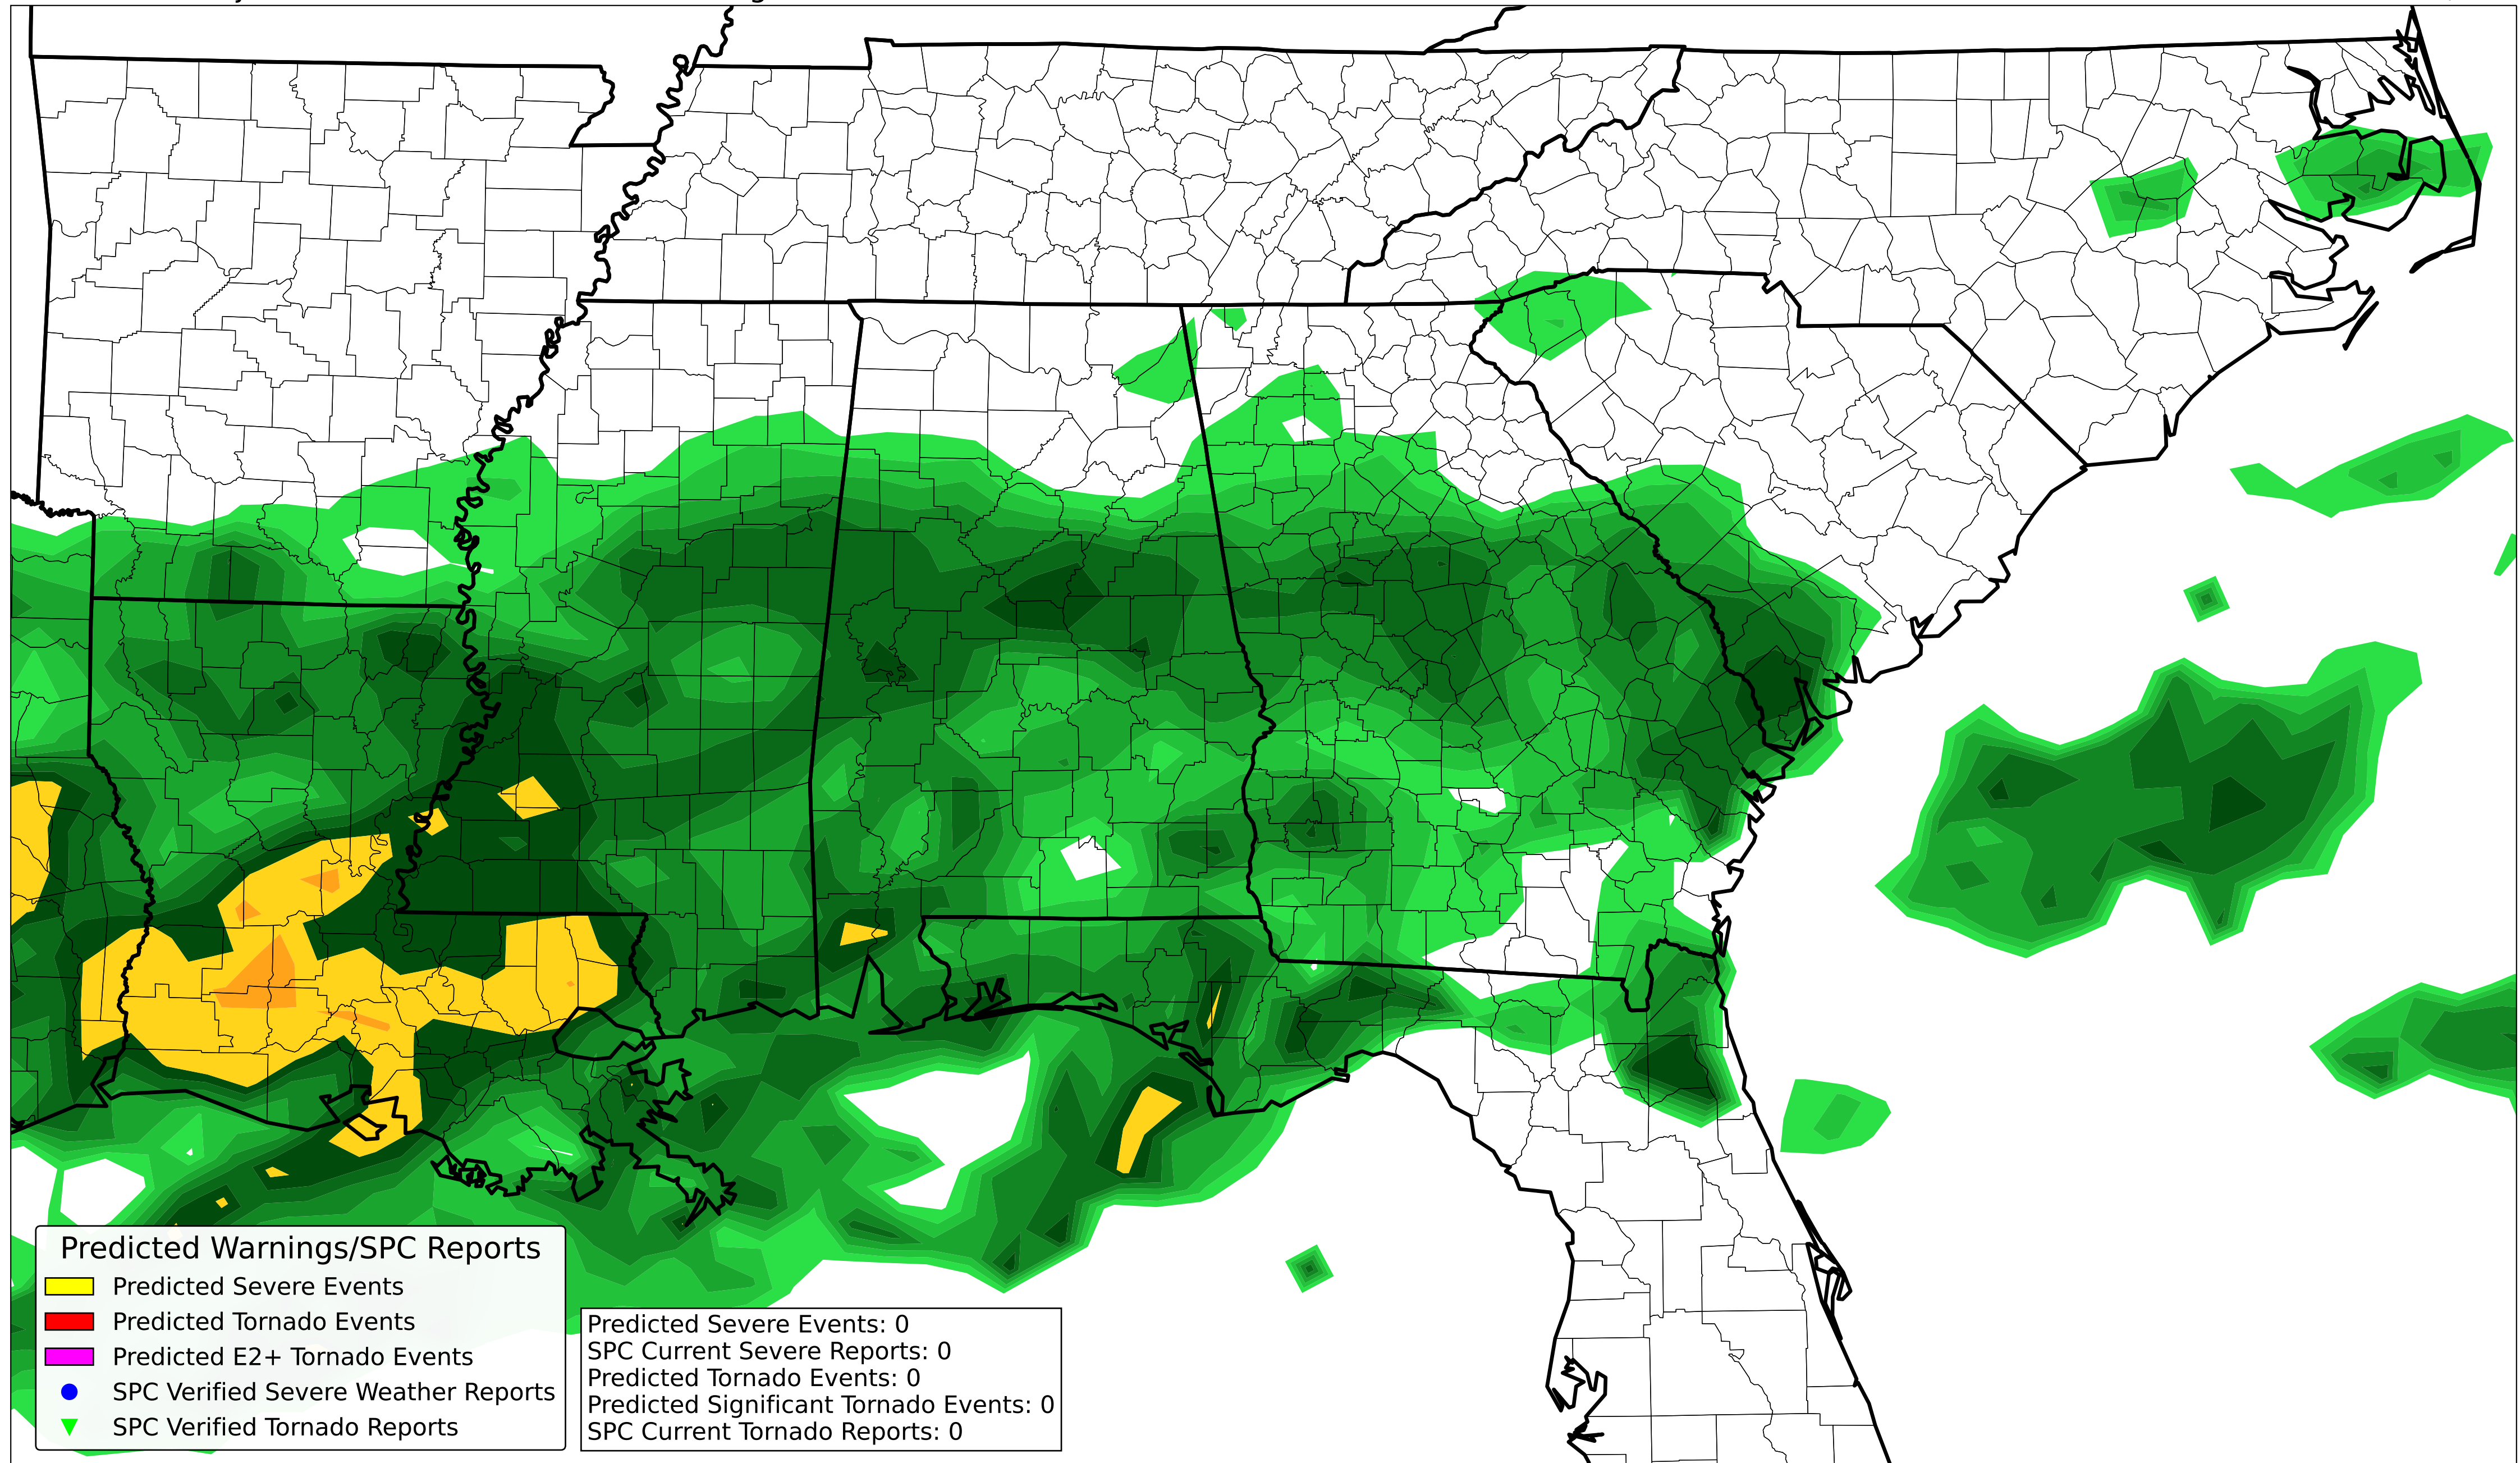 Predicted Warnings/SPC Reports
Predicted Severe Events
Predicted Tornado Events
Predicted E2+ Tornado Events
SPC Verified Severe Weather Reports
SPC Verified Tornado Reports
Predicted Severe Events: 0
SPC Current Severe Reports: 0
Predicted Tornado Events: 0
Predicted Significant Tornado Events: 0
SPC Current Tornado Reports: 0